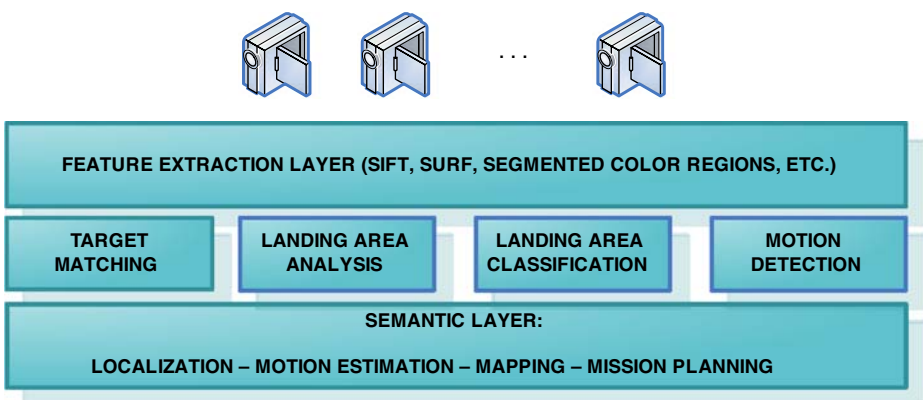 . . .
FEATURE EXTRACTION LAYER (SIFT, SURF, SEGMENTED COLOR REGIONS, ETC.)
TARGET
MATCHING
LANDING AREA
ANALYSIS
LANDING AREA
CLASSIFICATION
MOTION
DETECTION
SEMANTIC LAYER:
LOCALIZATION – MOTION ESTIMATION – MAPPING – MISSION PLANNING